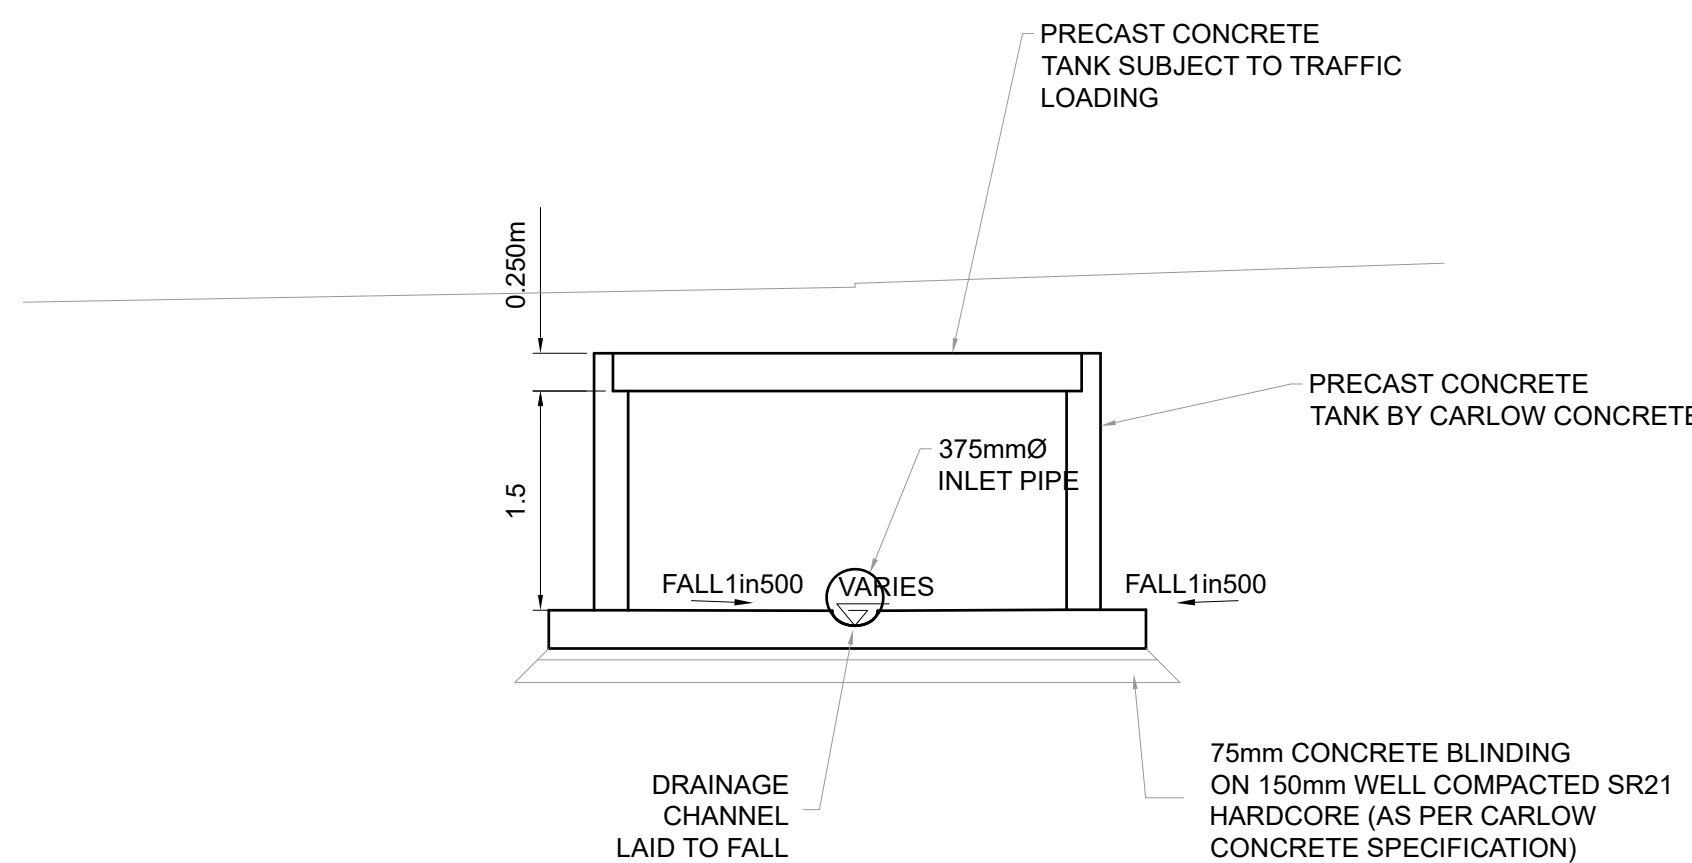 PRECAST CONCRETE
TANK SUBJECT TO TRAFFIC
LOADING
0.250m
PRECAST CONCRETE
TANK BY CARLOW CONCRETE
375mmØ
INLET PIPE
1.5
FALL1in500
VARIES
FALL1in500
DRAINAGE
CHANNEL
LAID TO FALL
75mm CONCRETE BLINDING
ON 150mm WELL COMPACTED SR21
HARDCORE (AS PER CARLOW
CONCRETE SPECIFICATION)